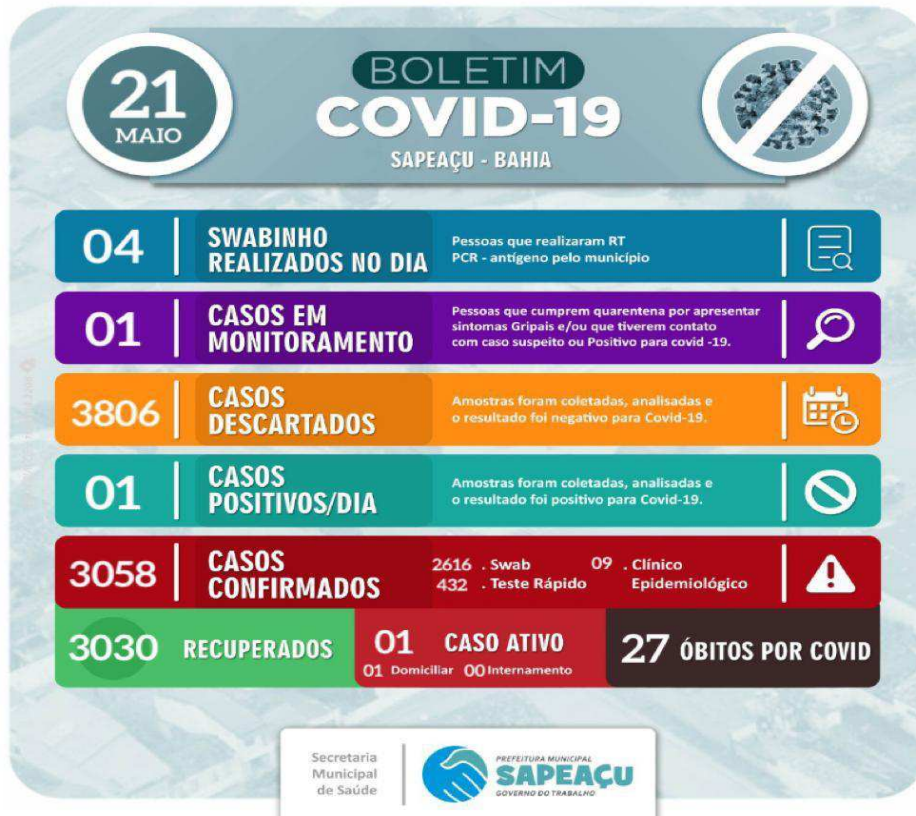 21
MAIO
BOLETIM
COVID-19
SAPEAÇU - BAHIA
04
SWABINHO
REALIZADOS NO DIA
Pessoas que realizaram RT
PCR - antígeno pelo município
01
CASOS EM
MONITORAMENTO
Pessoas que cumprem quarentena por apresentar
sintomas Gripais e/ou que tiverem contato
com caso suspeito ou Positivo para covid -19.
3806
CASOS
DESCARTADOS
Amostras foram coletadas, analisadas e
o resultado foi negativo para Covid-19.
01
CASOS
POSITIVOS/DIA
Amostras foram coletadas, analisadas e
o resultado foi positivo para Covid-19.
3058
CASOS
CONFIRMADOS
2616 . Swab
432 . Teste Rápido
09 . Clínico
Epidemiológico
3030 RECUPERADOS
01 CASO ATIVO
01 Domiciliar 00 Internamento
27 ÓBITOS POR COVID
Secretaria
Municipal
de Saúde
PREFEITURA MUNICIPAL
SAPEAÇU
GOVERNO DO TRABALHO